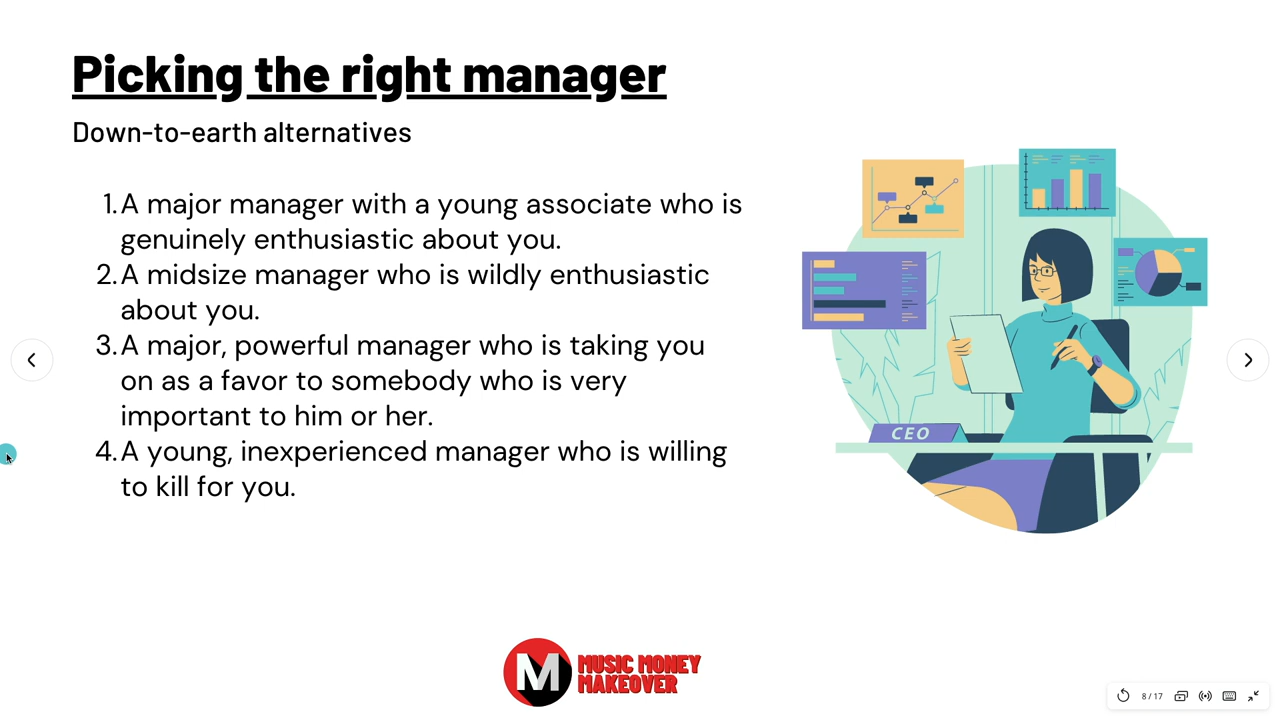 Picking the right manager
Down-to-earth alternatives
1. A major manager with a young associate who is
genuinely enthusiastic about you.
2. A midsize manager who is wildly enthusiastic
about you.
3. A major, powerful manager who is taking you
on as a favor to somebody who is very
important to him or her.
4. A young, inexperienced manager who is willing
to kill for you.
CEO
M
MUSIC MONEY
MAKEOVER
8 / 17